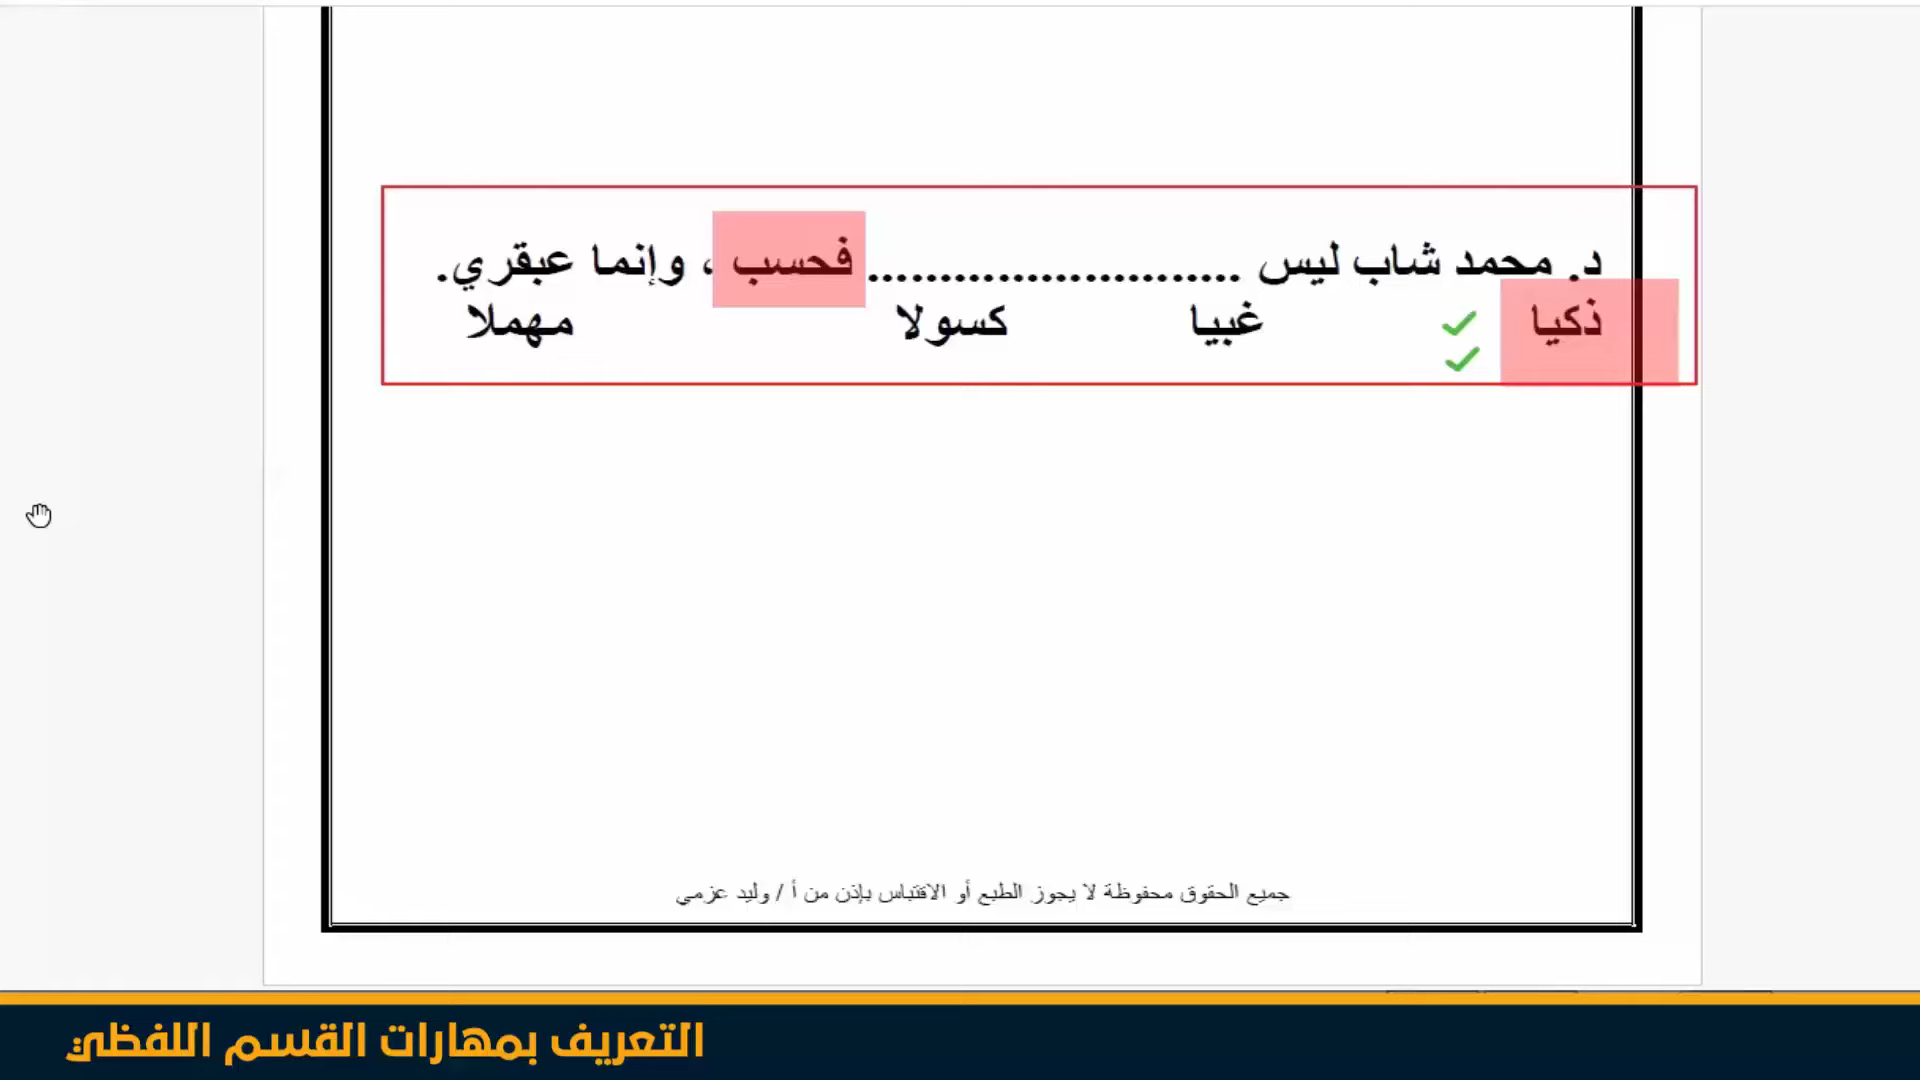 د. محمد شاب ليس ......................... فحسب ، وإنما عبقري.
ذكيا غبيا كسولا مهملا
جميع الحقوق محفوظة لا يجوز الطبع أو الاقتباس بإذن من أ / وليد عزمي
التعريف بمهارات القسم اللفظي